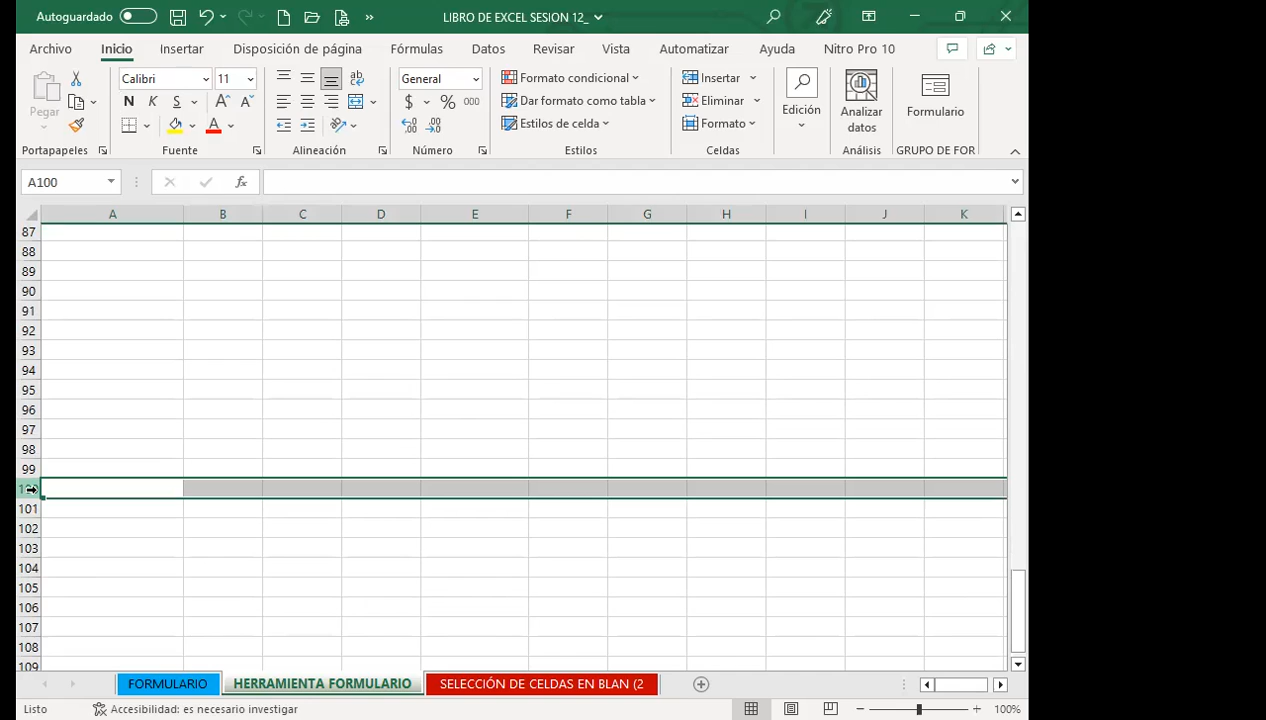 Autoguardado
LIBRO DE EXCEL SESION 12_
Archivo Inicio Insertar Disposición de página Fórmulas Datos Revisar Vista Automatizar Ayuda Nitro Pro 10
Pegar
Calibri 11
N K S
General
$ % 000
Formato condicional
Dar formato como tabla
Estilos de celda
Insertar
Eliminar
Formato
Edición
Analizar datos
Formulario
Portapapeles Fuente Alineación Número Estilos Celdas Análisis GRUPO DE FOR
A100 fx
A B C D E F G H I J K
87
88
89
90
91
92
93
94
95
96
97
98
99
101
102
103
104
105
106
107
108
109
FORMULARIO HERRAMIENTA FORMULARIO SELECCIÓN DE CELDAS EN BLAN (2
Listo Accesibilidad: es necesario investigar 100%